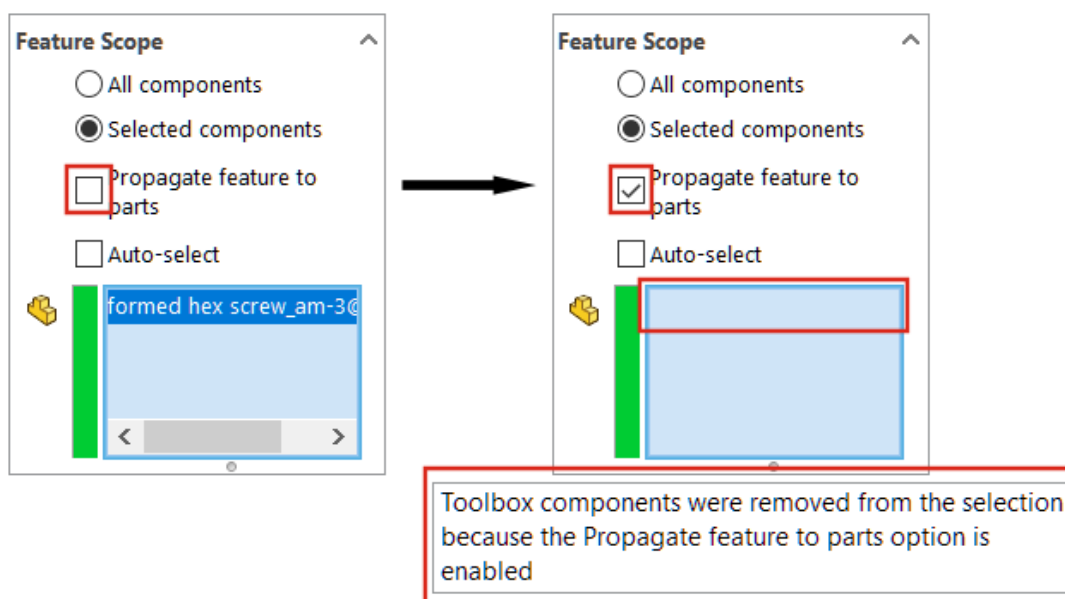 Feature Scope
All components
Selected components
Propagate feature to
parts
Auto-select
formed hex screw_am-3@
Feature Scope
All components
Selected components
Propagate feature to
parts
Auto-select
Toolbox components were removed from the selection
because the Propagate feature to parts option is
enabled